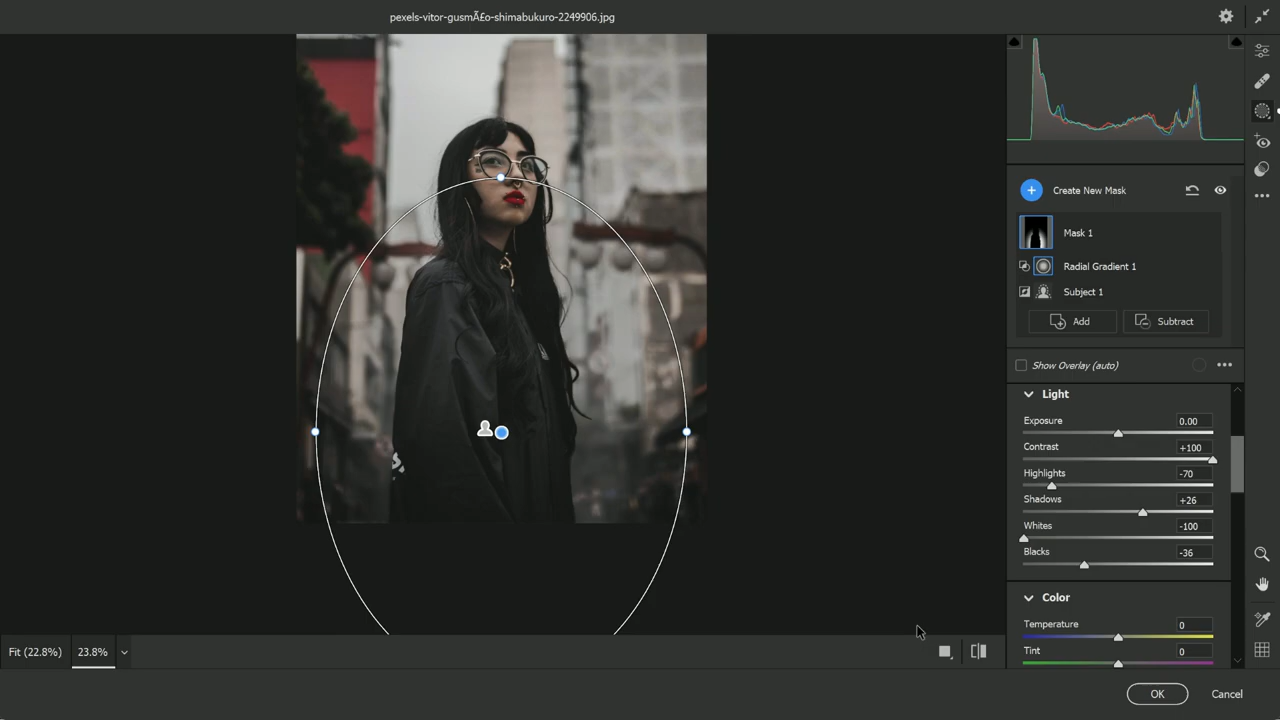 pexels-vitor-gusmÃ£o-shimabukuro-2249906.jpg
Create New Mask
Mask 1
Radial Gradient 1
Subject 1
Add Subtract
Show Overlay (auto)
Light
Exposure 0.00
Contrast +100
Highlights -70
Shadows +26
Whites -100
Blacks -36
Color
Temperature 0
Tint 0
Fit (22.8%) 23.8%
OK Cancel